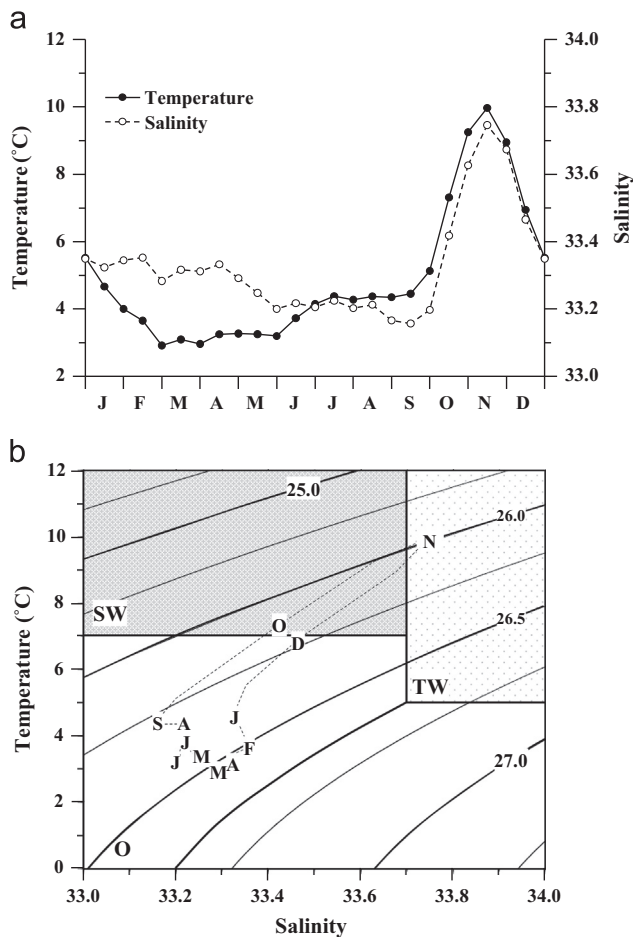 a
12 34.0
Temperature
Salinity
10 33.8
8 33.6
6 33.4
4 33.2
2 33.0
Temperature (°C)
Salinity
J F M A M J J A S O N D
b
12
10
8
6
4
2
0
Temperature (°C)
25.0
26.0
N
SW
O
D
26.5
TW
S A J
J M F
J M A
27.0
O
33.0 33.2 33.4 33.6 33.8 34.0
Salinity